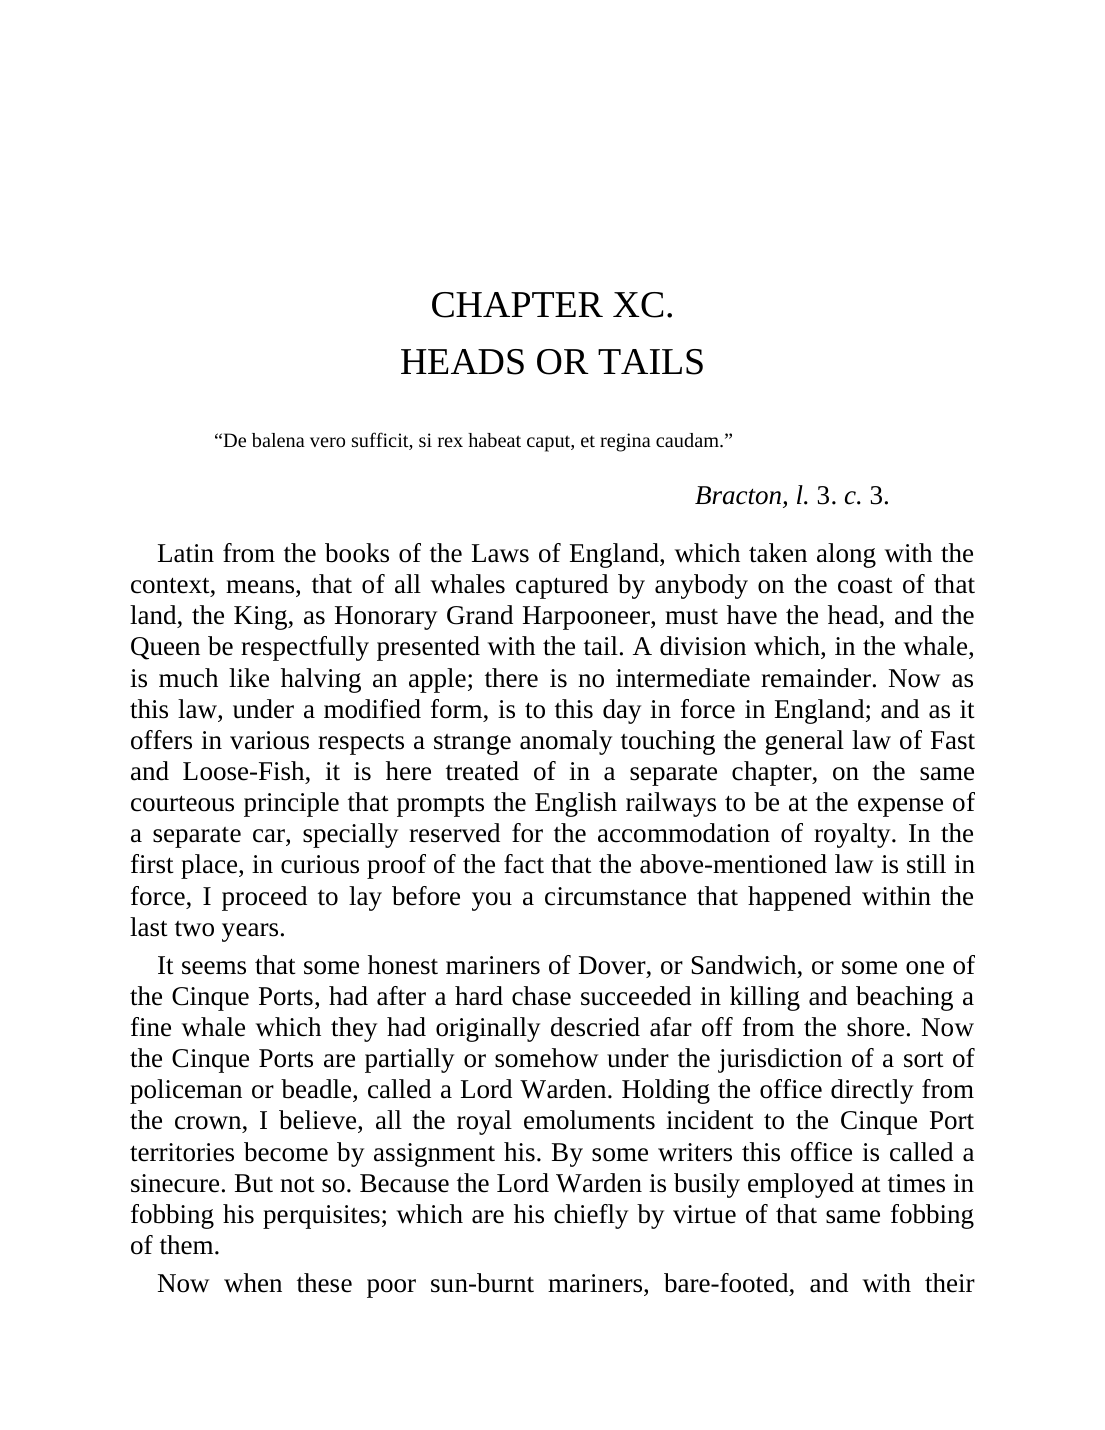 CHAPTER XC.
HEADS OR TAILS
“De balena vero sufficit, si rex habeat caput, et regina caudam.”
Bracton, l. 3. c. 3.
Latin from the books of the Laws of England, which taken along with the
context, means, that of all whales captured by anybody on the coast of that
land, the King, as Honorary Grand Harpooneer, must have the head, and the
Queen be respectfully presented with the tail. A division which, in the whale,
is much like halving an apple; there is no intermediate remainder. Now as
this law, under a modified form, is to this day in force in England; and as it
offers in various respects a strange anomaly touching the general law of Fast
and Loose-Fish, it is here treated of in a separate chapter, on the same
courteous principle that prompts the English railways to be at the expense of
a separate car, specially reserved for the accommodation of royalty. In the
first place, in curious proof of the fact that the above-mentioned law is still in
force, I proceed to lay before you a circumstance that happened within the
last two years.
It seems that some honest mariners of Dover, or Sandwich, or some one of
the Cinque Ports, had after a hard chase succeeded in killing and beaching a
fine whale which they had originally descried afar off from the shore. Now
the Cinque Ports are partially or somehow under the jurisdiction of a sort of
policeman or beadle, called a Lord Warden. Holding the office directly from
the crown, I believe, all the royal emoluments incident to the Cinque Port
territories become by assignment his. By some writers this office is called a
sinecure. But not so. Because the Lord Warden is busily employed at times in
fobbing his perquisites; which are his chiefly by virtue of that same fobbing
of them.
Now when these poor sun-burnt mariners, bare-footed, and with their